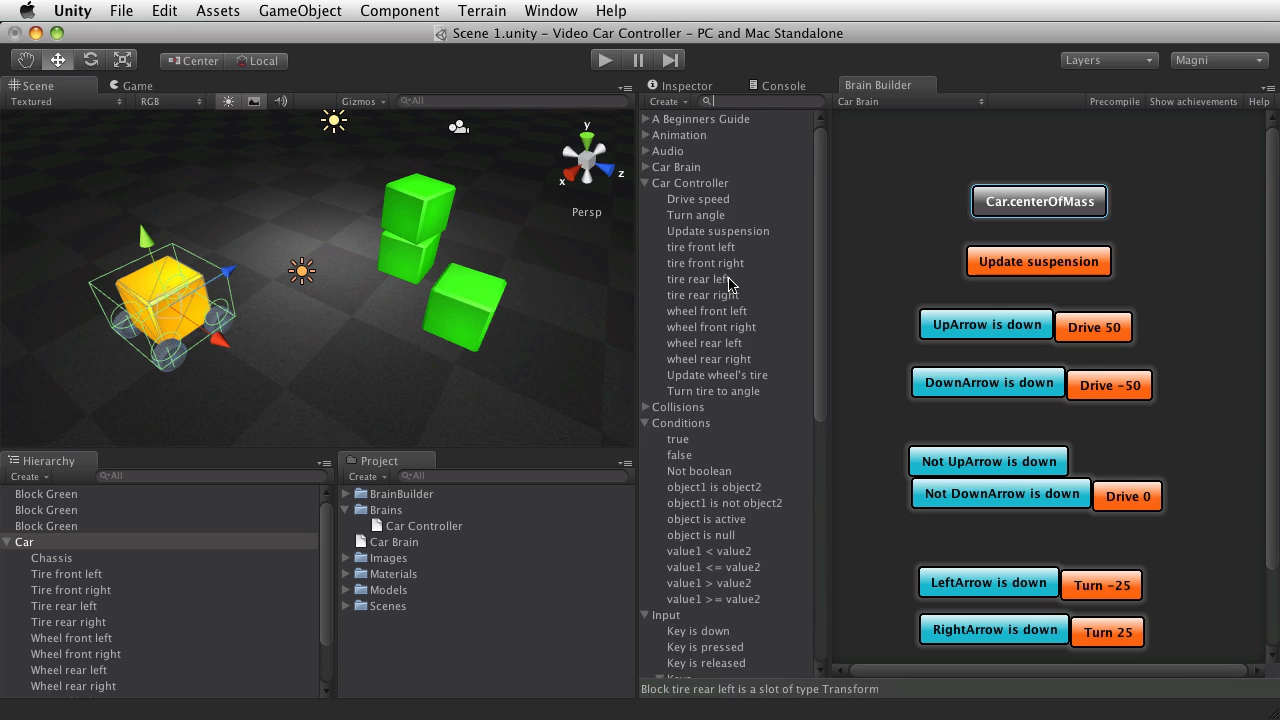 Unity File Edit Assets GameObject Component Terrain Window Help
Scene 1.unity – Video Car Controller – PC and Mac Standalone
Center Local
Layers
Magni
Scene
Game
Textured
RGB
Gizmos
All
y
x
z
Persp
Hierarchy
Create
All
Block Green
Block Green
Block Green
Car
Chassis
Tire front left
Tire front right
Tire rear left
Tire rear right
Wheel front left
Wheel front right
Wheel rear left
Wheel rear right
Project
Create
All
BrainBuilder
Brains
Car Controller
Car Brain
Images
Materials
Models
Scenes
Inspector
Console
Create
A Beginners Guide
Animation
Audio
Car Brain
Car Controller
Drive speed
Turn angle
Update suspension
tire front left
tire front right
tire rear left
tire rear right
wheel front left
wheel front right
wheel rear left
wheel rear right
Update wheel's tire
Turn tire to angle
Collisions
Conditions
true
false
Not boolean
object1 is object2
object1 is not object2
object is active
object is null
value1 < value2
value1 <= value2
value1 > value2
value1 >= value2
Input
Key is down
Key is pressed
Key is released
Block tire rear left is a slot of type Transform
Brain Builder
Car Brain
Precompile Show achievements Help
Car.centerOfMass
Update suspension
UpArrow is down Drive 50
DownArrow is down Drive -50
Not UpArrow is down
Not DownArrow is down Drive 0
LeftArrow is down Turn -25
RightArrow is down Turn 25